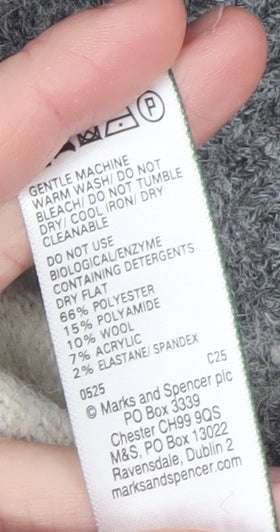 P
GENTLE MACHINE
WARM WASH/ DO NOT
BLEACH/ DO NOT TUMBLE
DRY/ COOL IRON/ DRY
CLEANABLE
DO NOT USE
BIOLOGICAL/ENZYME
CONTAINING DETERGENTS
DRY FLAT
66% POLYESTER
15% POLYAMIDE
10% WOOL
7% ACRYLIC
2% ELASTANE/ SPANDEX
0525 C25
© Marks and Spencer plc
PO Box 3339
Chester CH99 9QS
M&S, PO Box 13022
Ravensdale, Dublin 2
marksandspencer.com